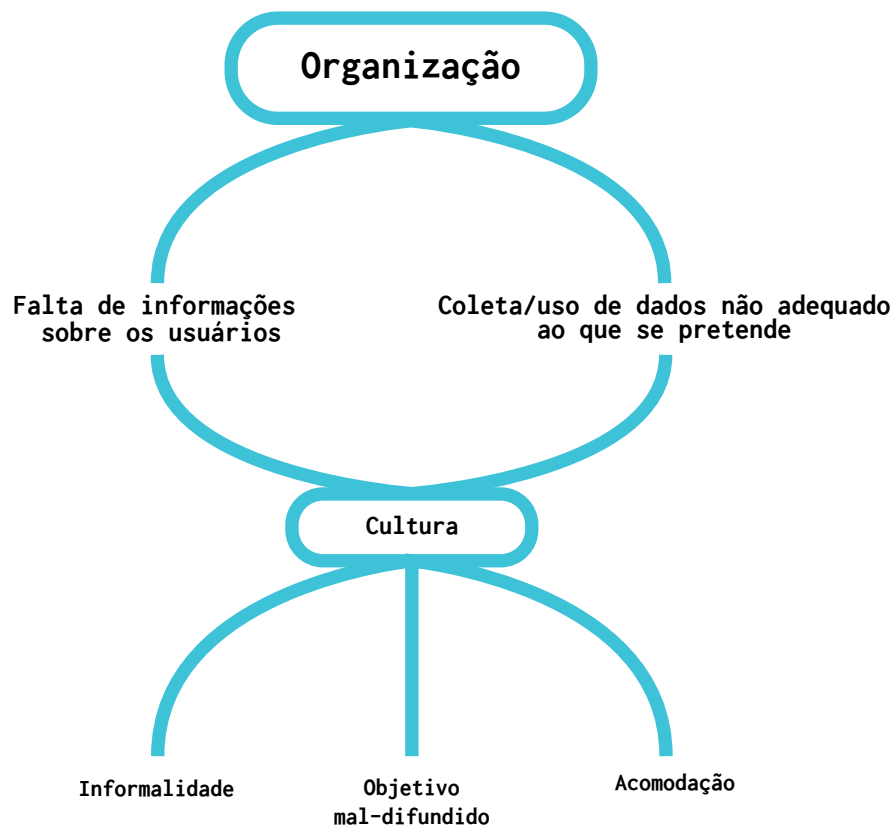 Organização
Falta de informações
sobre os usuários
Coleta/uso de dados não adequado
ao que se pretende
Cultura
Informalidade
Objetivo
mal-difundido
Acomodação